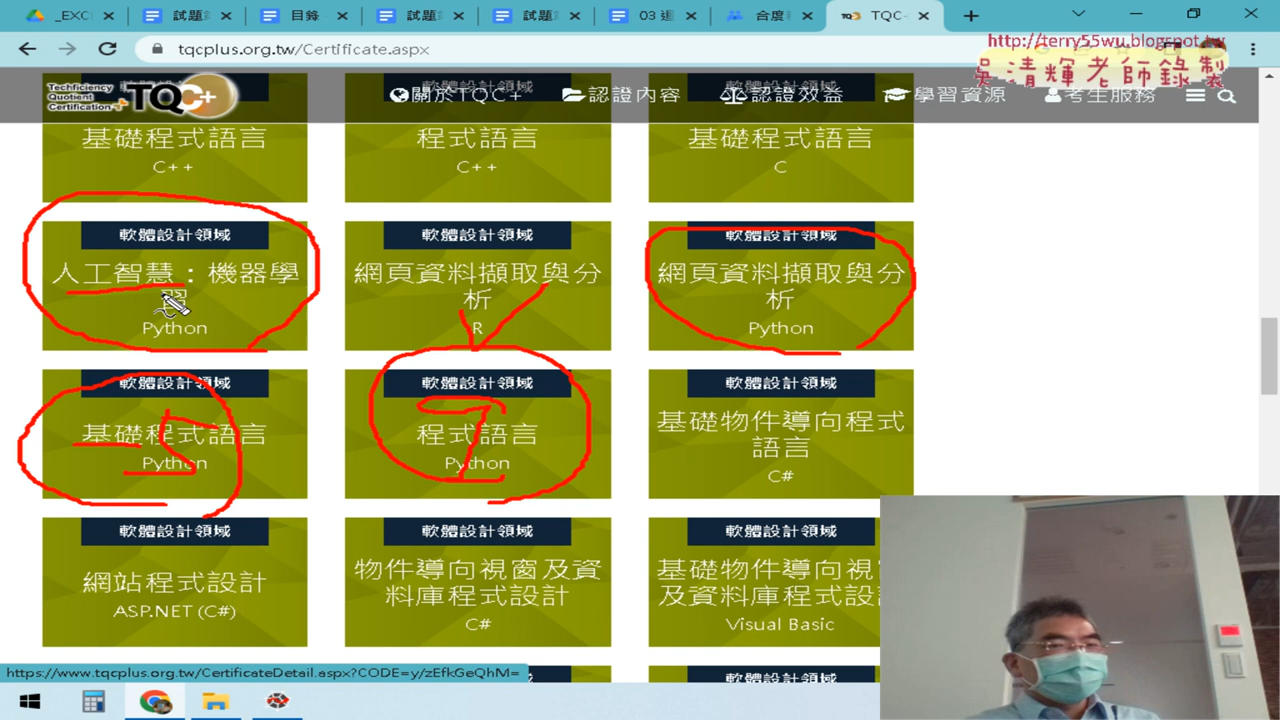 _EXC
試題
目錄 -
試題
試題
03 迴
合度
TQC-
tqcplus.org.tw/Certificate.aspx
http://terry55wu.blogspot.tw
吳清輝老師錄製
Techficiency
Quotient
Certification+
TQC+
關於TQC+
認證內容
認證效益
學習資源
考生服務
基礎程式語言
C++
程式語言
C++
基礎程式語言
C
軟體設計領域
人工智慧：機器學
習
Python
軟體設計領域
網頁資料擷取與分
析
R
軟體設計領域
網頁資料擷取與分
析
Python
軟體設計領域
基礎程式語言
Python
軟體設計領域
程式語言
Python
軟體設計領域
基礎物件導向程式
語言
C#
軟體設計領域
網站程式設計
ASP.NET (C#)
軟體設計領域
物件導向視窗及資
料庫程式設計
C#
軟體設計領域
基礎物件導向視
及資料庫程式設
Visual Basic
軟體設計領域
軟體設計領域
https://www.tqcplus.org.tw/CertificateDetail.aspx?CODE=y/zEfkGeQhM=